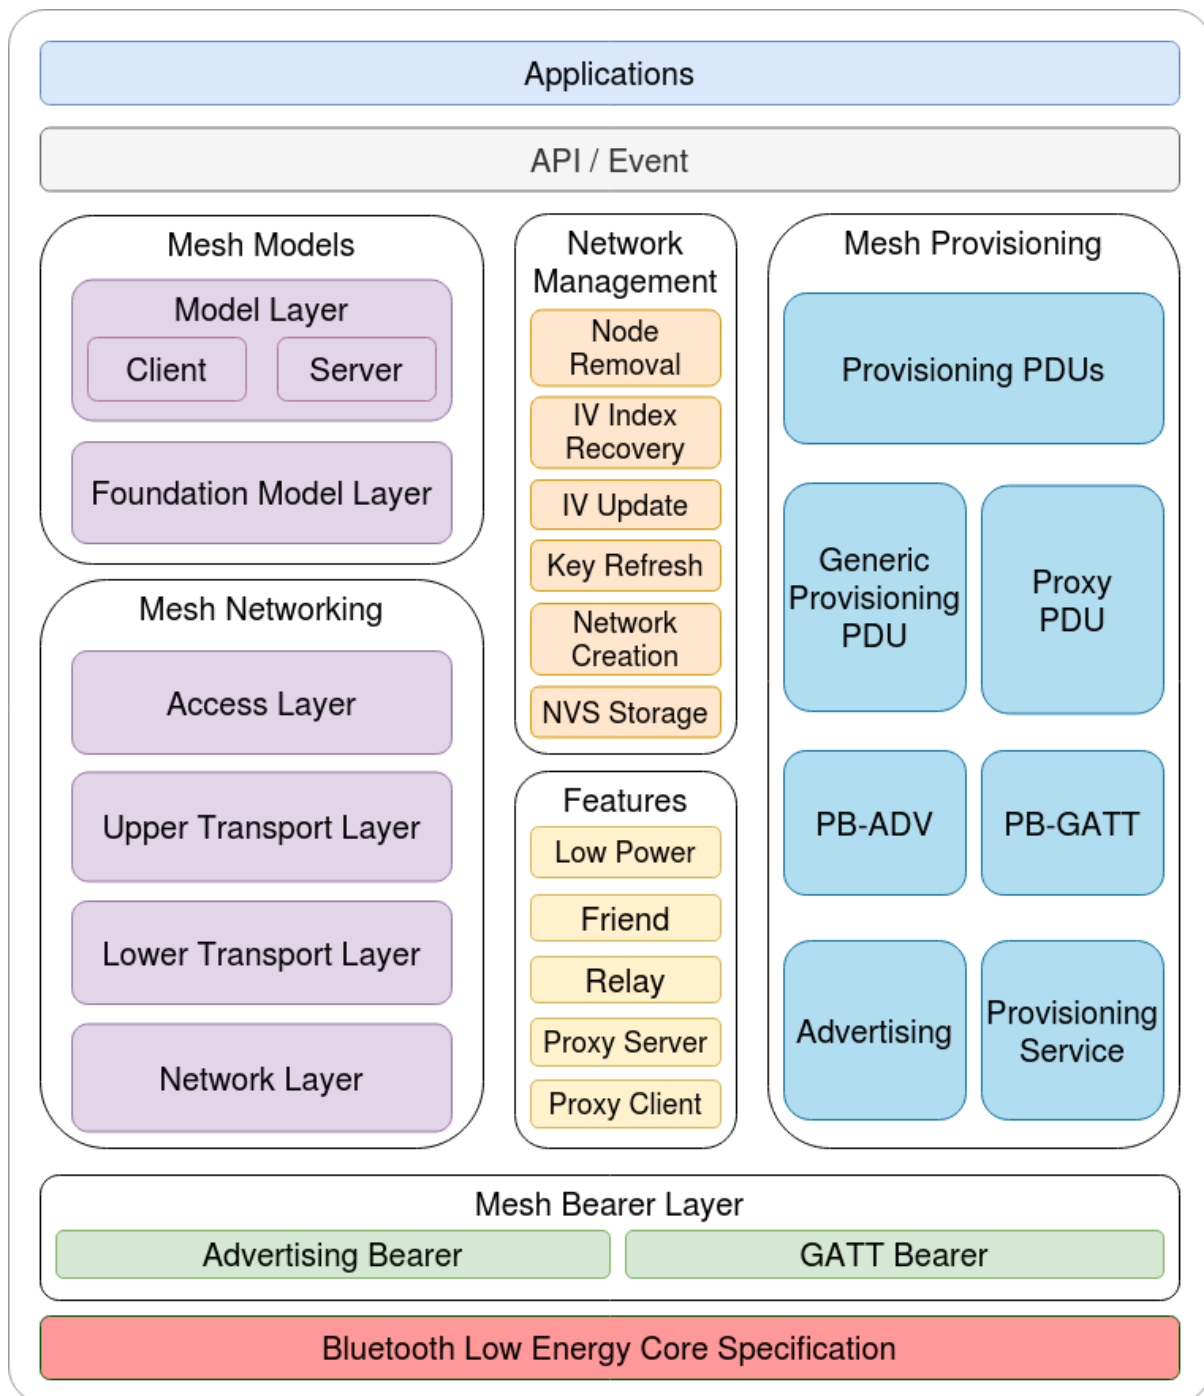 Applications
API / Event
Mesh Models
Model Layer
Client
Server
Foundation Model Layer
Mesh Networking
Access Layer
Upper Transport Layer
Lower Transport Layer
Network Layer
Network
Management
Node
Removal
IV Index
Recovery
IV Update
Key Refresh
Network
Creation
NVS Storage
Features
Low Power
Friend
Relay
Proxy Server
Proxy Client
Mesh Provisioning
Provisioning PDUs
Generic
Provisioning
PDU
Proxy
PDU
PB-ADV
PB-GATT
Advertising
Provisioning
Service
Mesh Bearer Layer
Advertising Bearer
GATT Bearer
Bluetooth Low Energy Core Specification